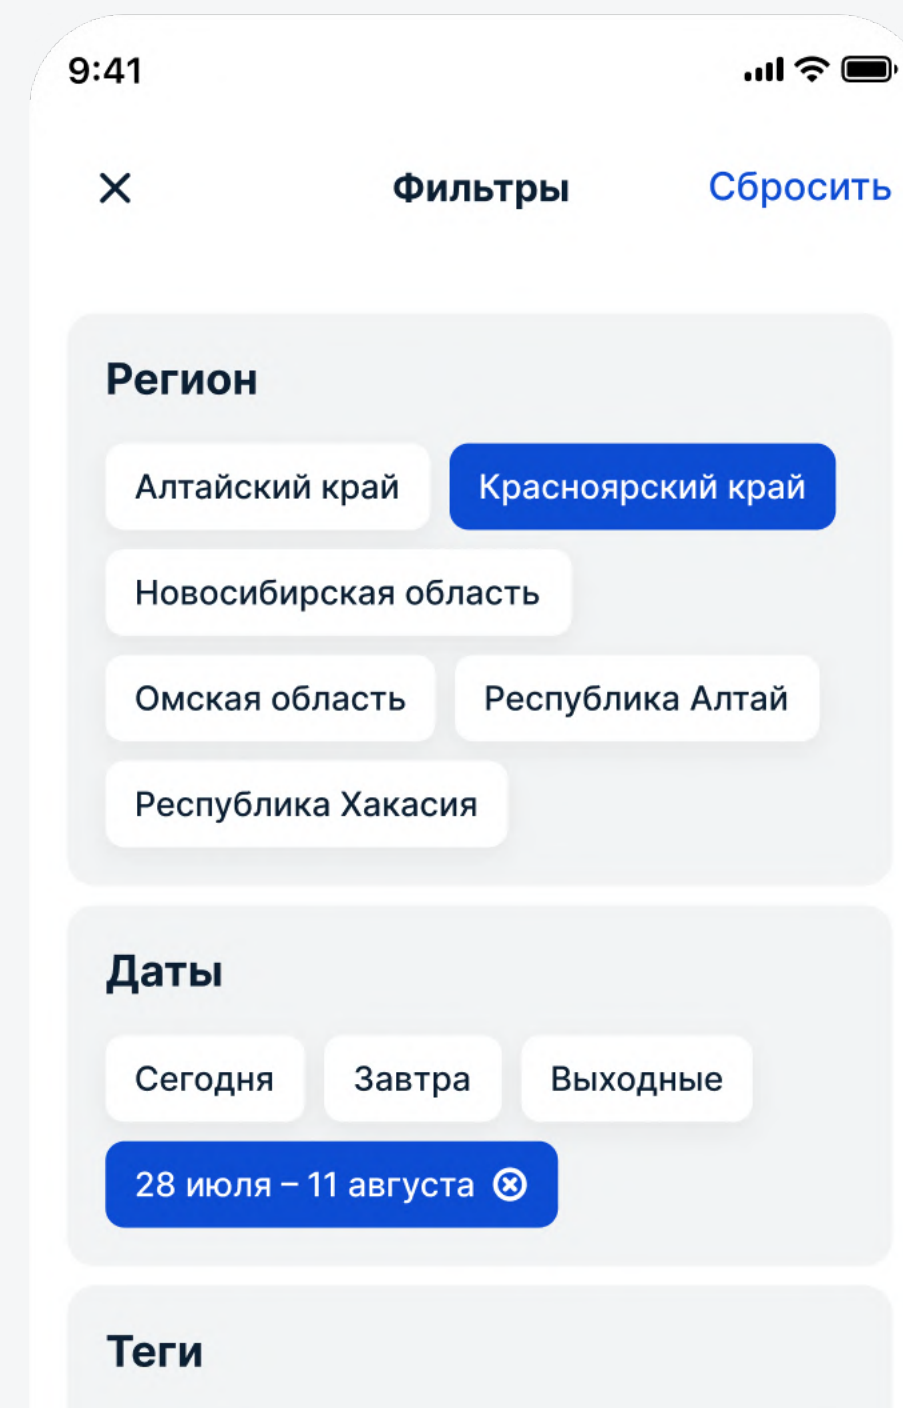 9:41
Фильтры Сбросить
Регион
Алтайский край Красноярский край
Новосибирская область
Омская область Республика Алтай
Республика Хакасия
Даты
Сегодня Завтра Выходные
28 июля – 11 августа
Теги